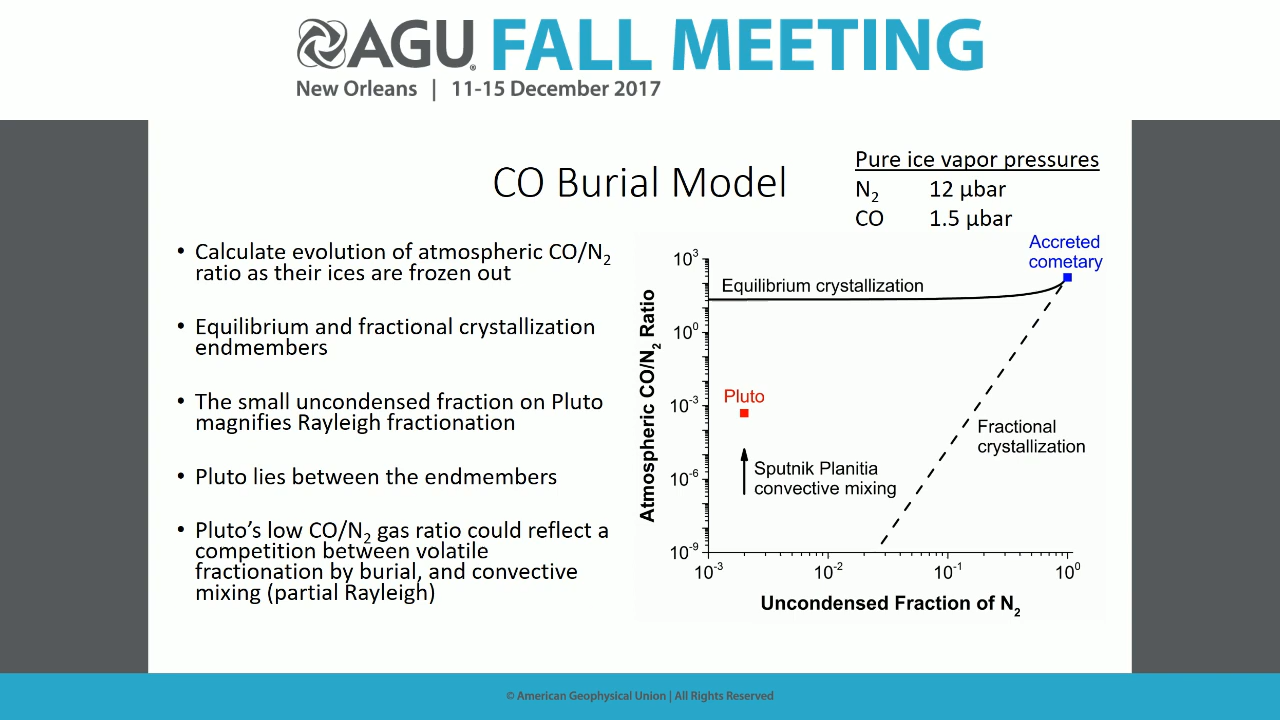 AGU FALL MEETING
New Orleans | 11-15 December 2017
CO Burial Model
Pure ice vapor pressures
N₂ 12 µbar
CO 1.5 µbar
• Calculate evolution of atmospheric CO/N₂
ratio as their ices are frozen out
• Equilibrium and fractional crystallization
endmembers
• The small uncondensed fraction on Pluto
magnifies Rayleigh fractionation
• Pluto lies between the endmembers
• Pluto's low CO/N₂ gas ratio could reflect a
competition between volatile
fractionation by burial, and convective
mixing (partial Rayleigh)
Accreted
cometary
Equilibrium crystallization
Pluto
Fractional
crystallization
Sputnik Planitia
convective mixing
Atmospheric CO/N₂ Ratio
10³
10⁰
10⁻³
10⁻⁶
10⁻⁹
10⁻³ 10⁻² 10⁻¹ 10⁰
Uncondensed Fraction of N₂
© American Geophysical Union | All Rights Reserved